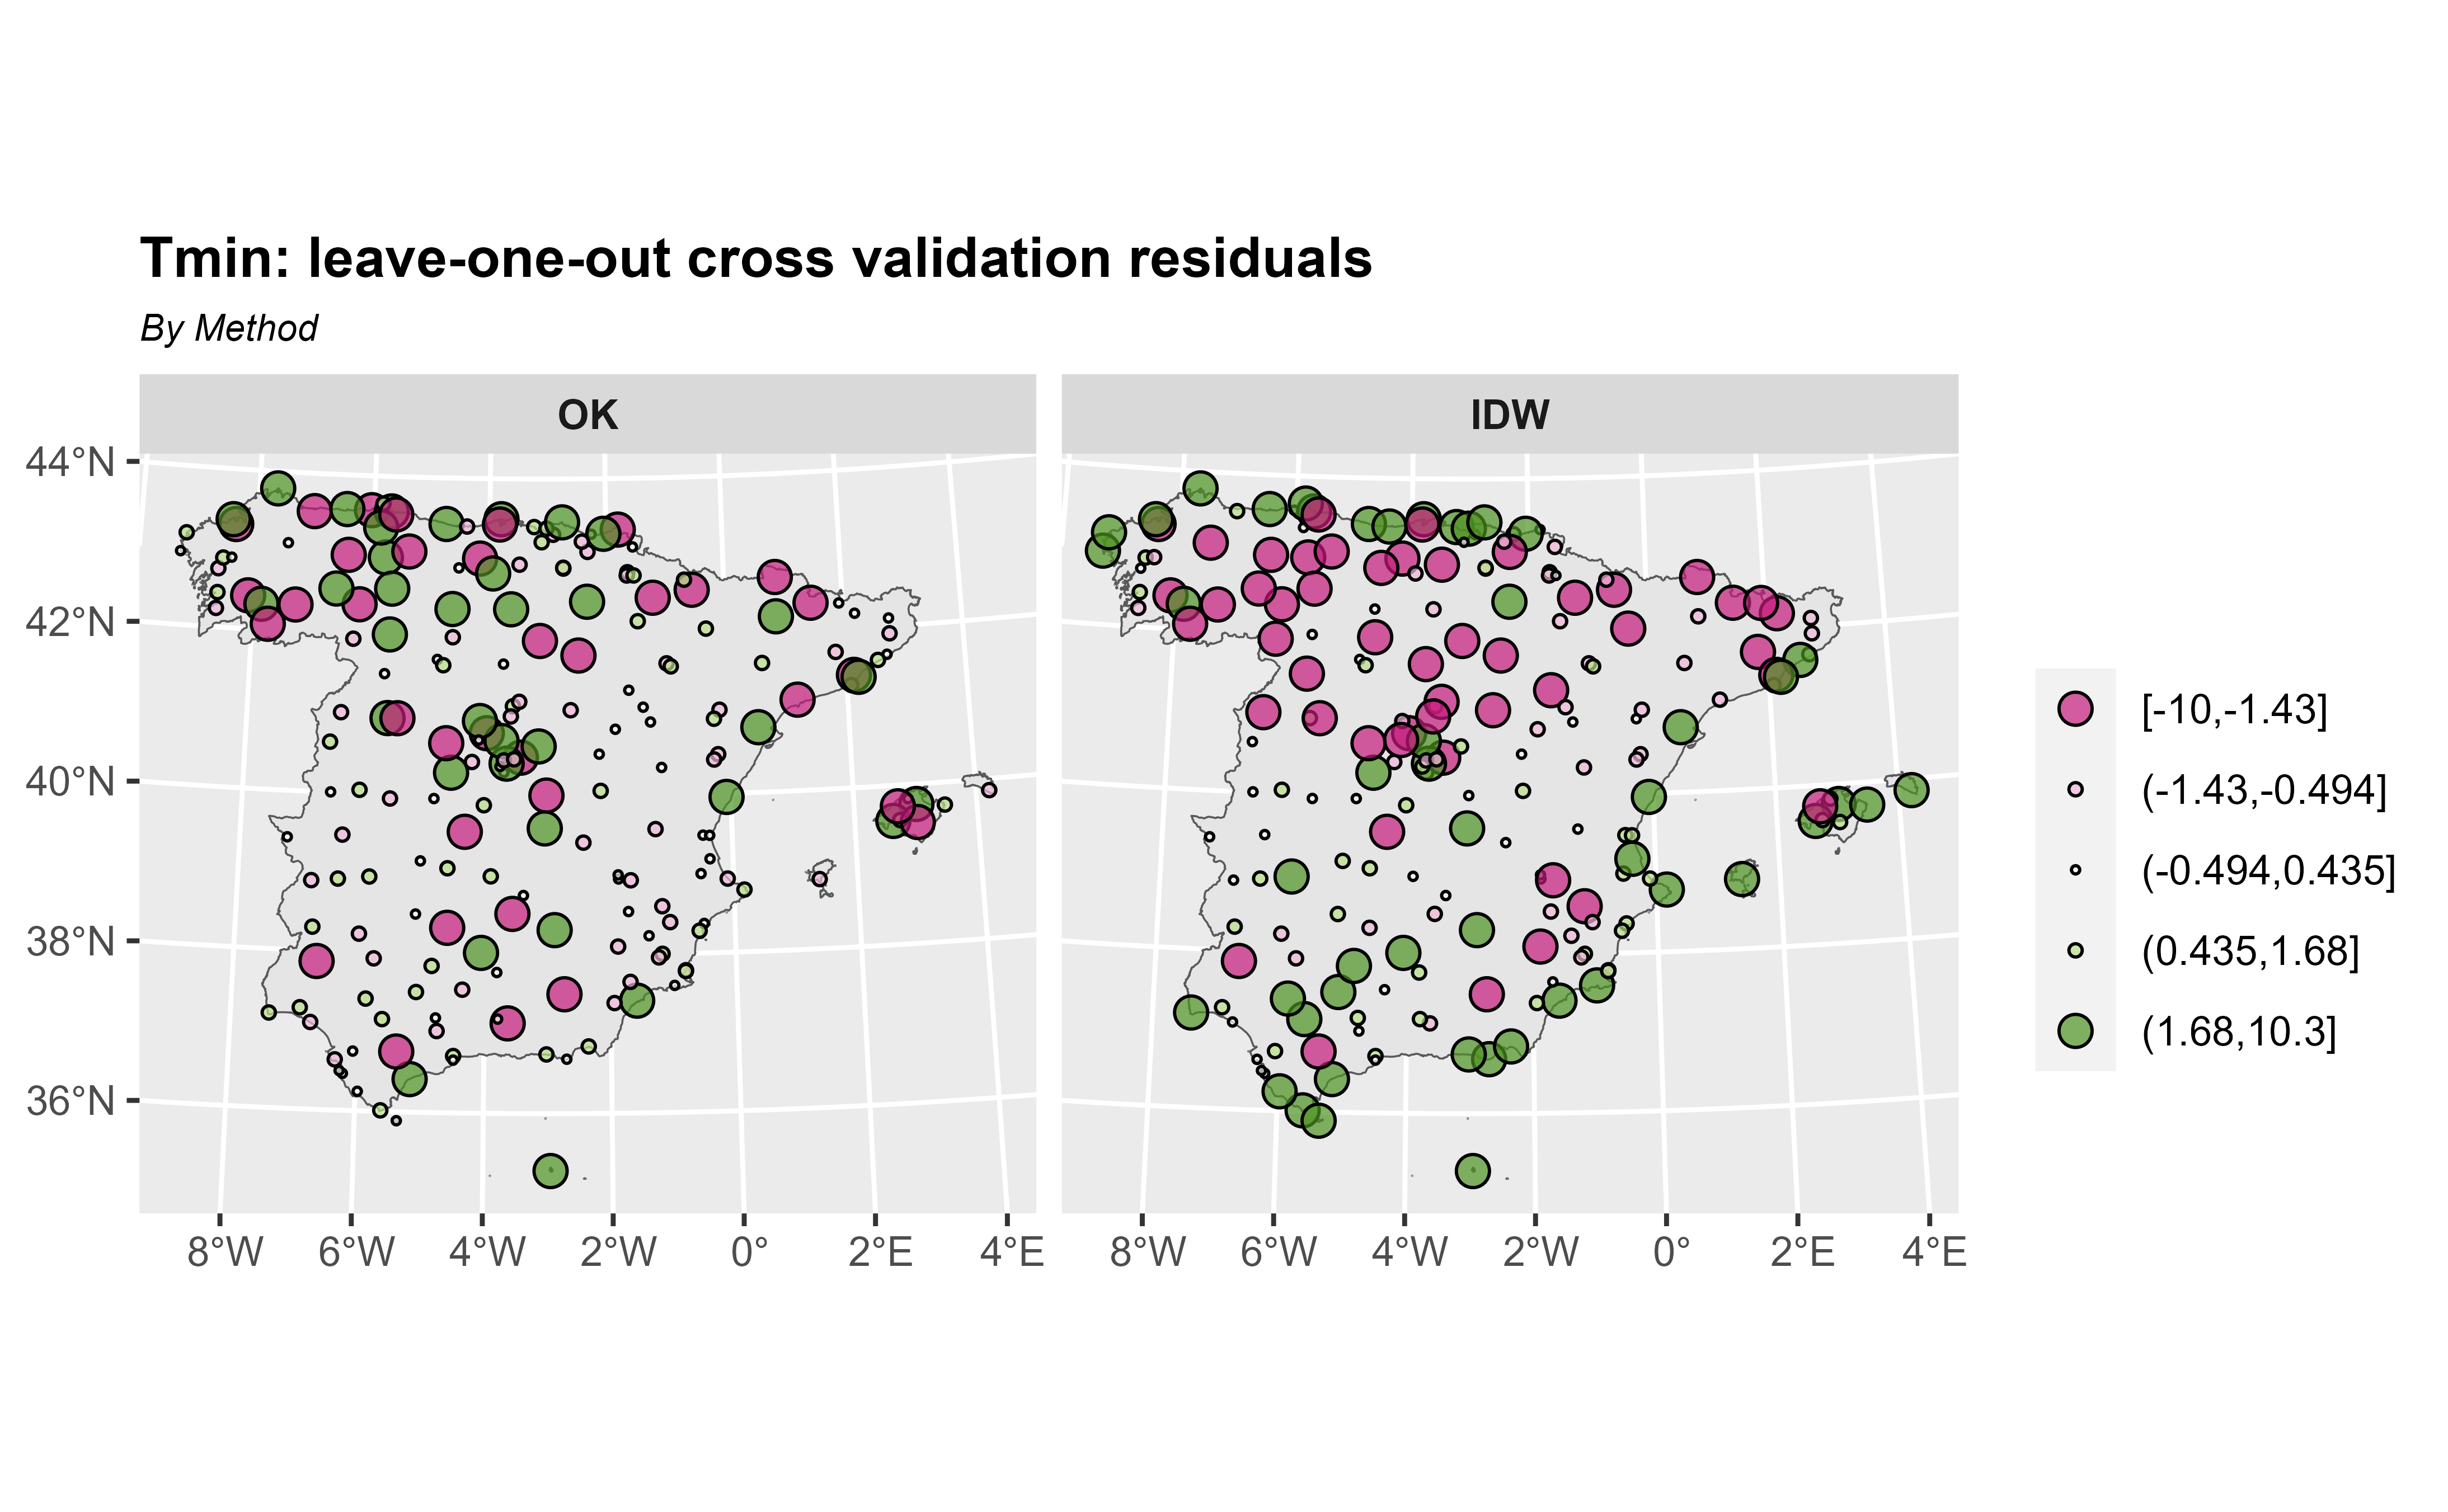 Tmin: leave-one-out cross validation residuals
By Method
OK
IDW
44°N
42°N
40°N
38°N
36°N
8°W 6°W 4°W 2°W 0° 2°E 4°E
8°W 6°W 4°W 2°W 0° 2°E 4°E
[-10,-1.43]
(-1.43,-0.494]
(-0.494,0.435]
(0.435,1.68]
(1.68,10.3]